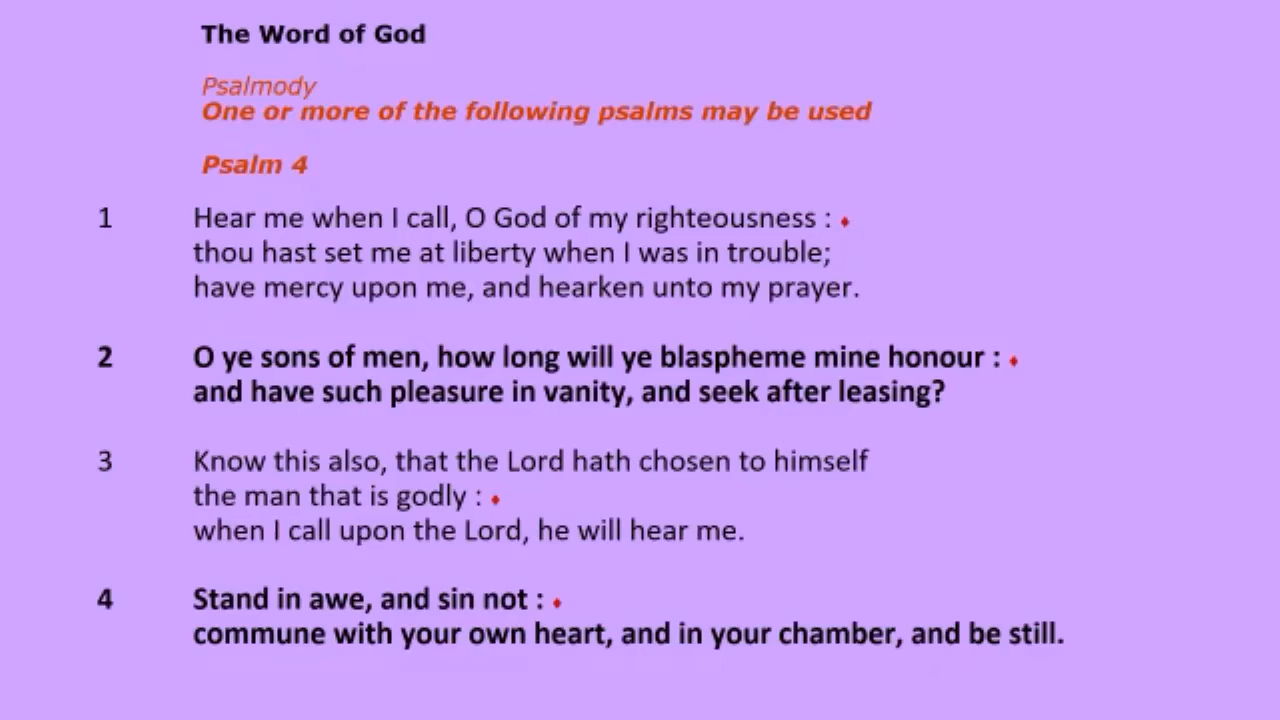 The Word of God
Psalmody
One or more of the following psalms may be used
Psalm 4
1 Hear me when I call, O God of my righteousness : ♦
thou hast set me at liberty when I was in trouble;
have mercy upon me, and hearken unto my prayer.
2 O ye sons of men, how long will ye blaspheme mine honour : ♦
and have such pleasure in vanity, and seek after leasing?
3 Know this also, that the Lord hath chosen to himself
the man that is godly : ♦
when I call upon the Lord, he will hear me.
4 Stand in awe, and sin not : ♦
commune with your own heart, and in your chamber, and be still.